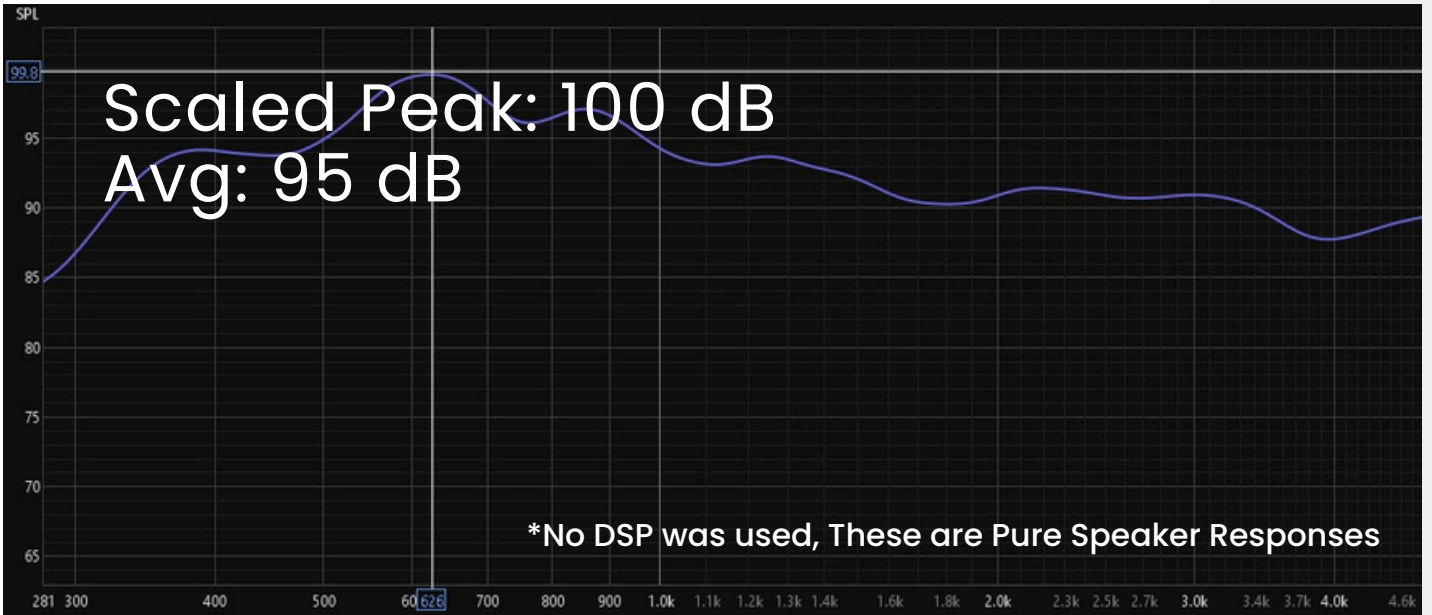 SPL
99.8
Scaled Peak: 100 dB
95
Avg: 95 dB
90
85
80
75
70
*No DSP was used, These are Pure Speaker Responses
65
281 300 400 500 60 626 700 800 900 1.0k 1.1k 1.2k 1.3k 1.4k 1.6k 1.8k 2.0k 2.3k 2.5k 2.7k 3.0k 3.4k 3.7k 4.0k 4.6k